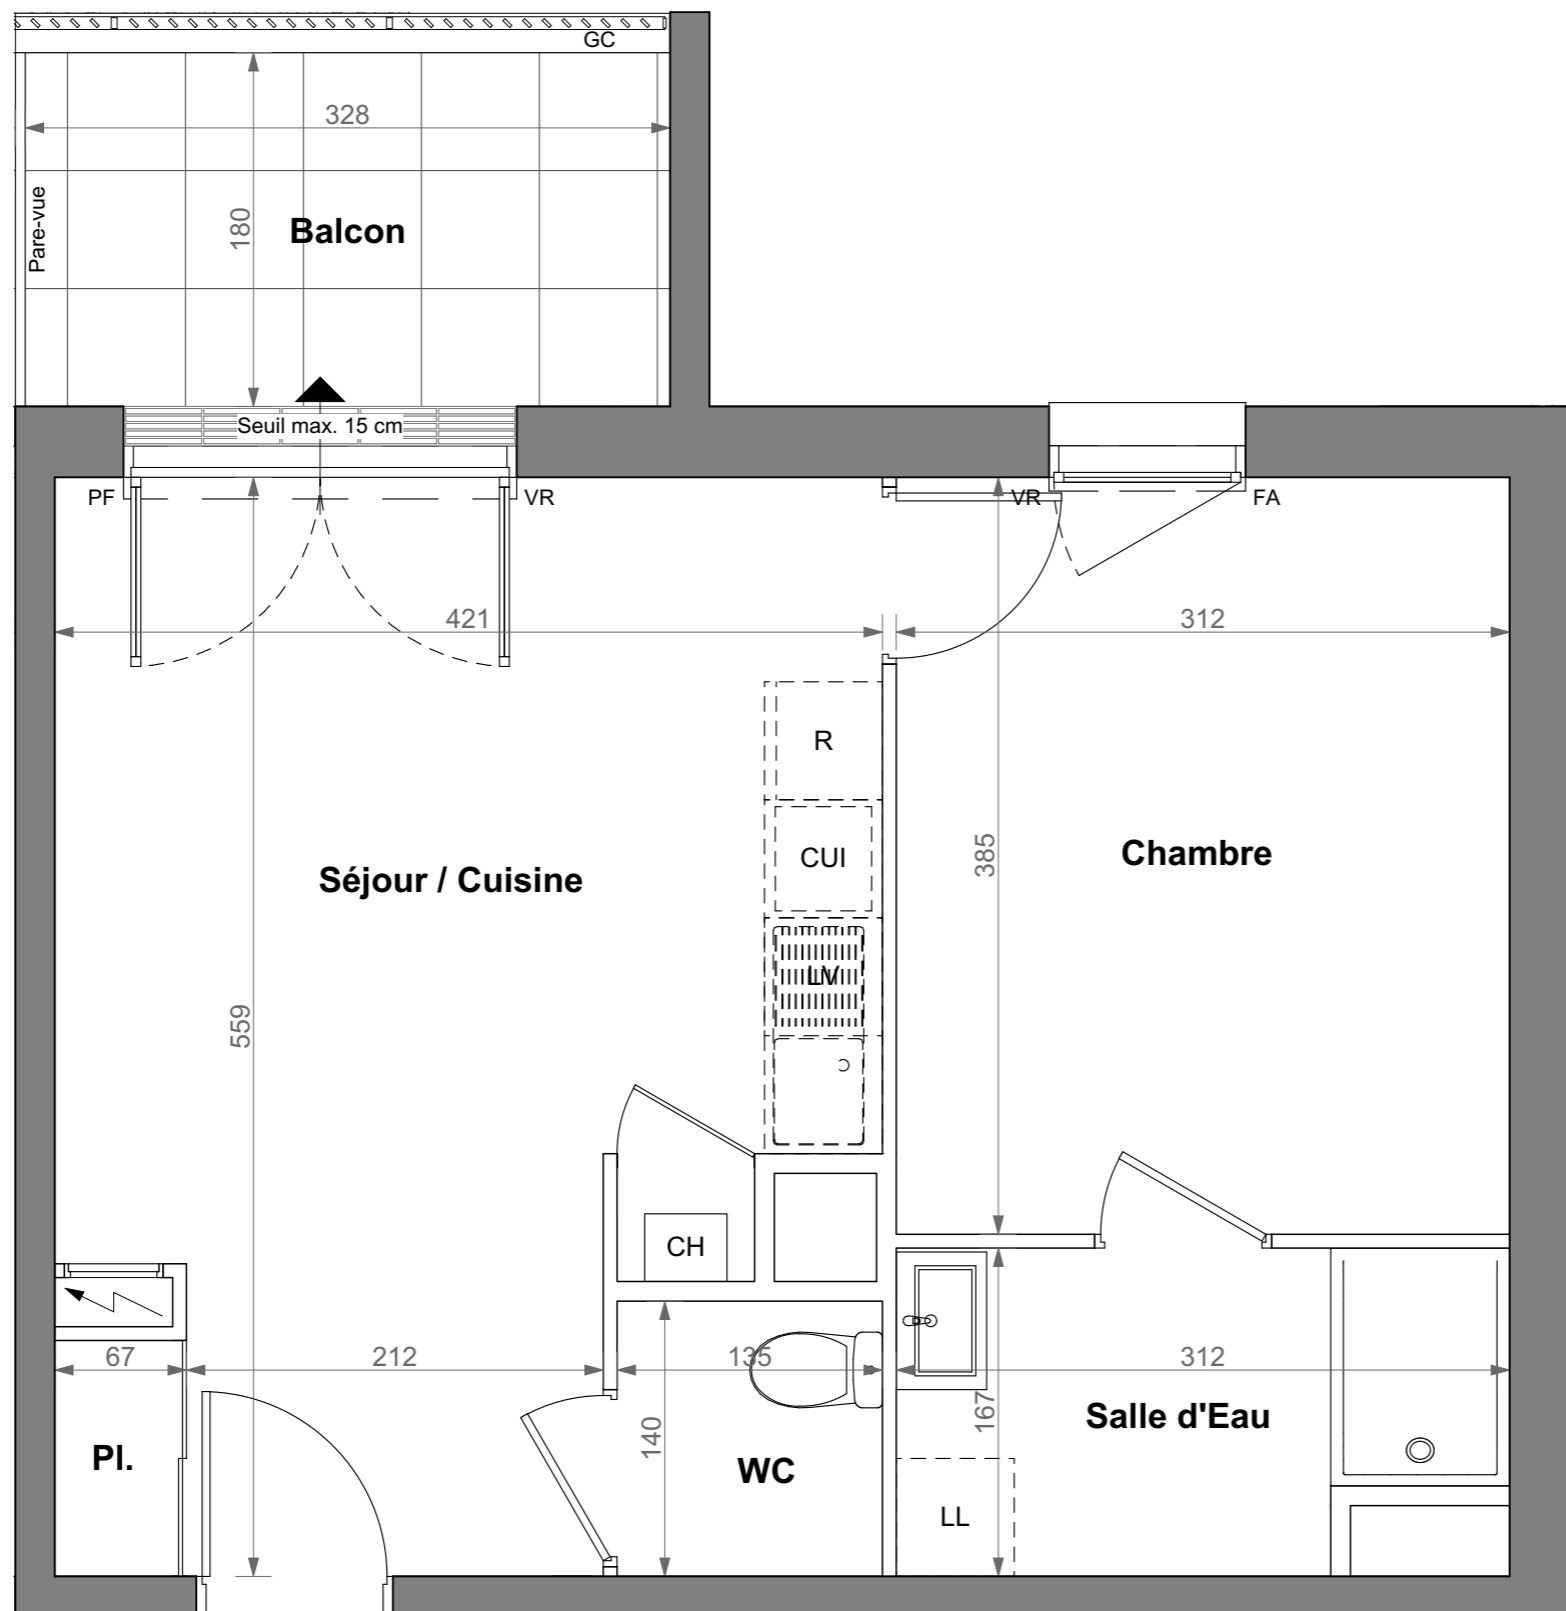 GC
328
Pare-vue
180
Balcon
Seuil max. 15 cm
PF
VR
VR
FA
421
312
R
CUI
385
Chambre
Séjour / Cuisine
LV
559
CH
67
212
135
312
140
167
Salle d'Eau
Pl.
WC
LL